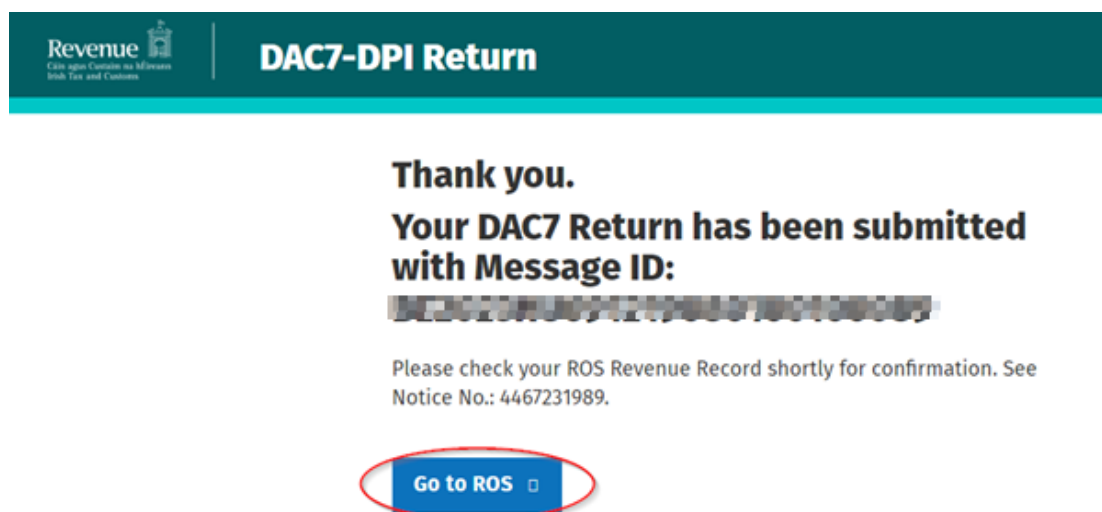 Revenue
Cáin agus Custaim na hÉireann
Irish Tax and Customs
DAC7-DPI Return
Thank you.
Your DAC7 Return has been submitted
with Message ID:
Please check your ROS Revenue Record shortly for confirmation. See
Notice No.: 4467231989.
Go to ROS